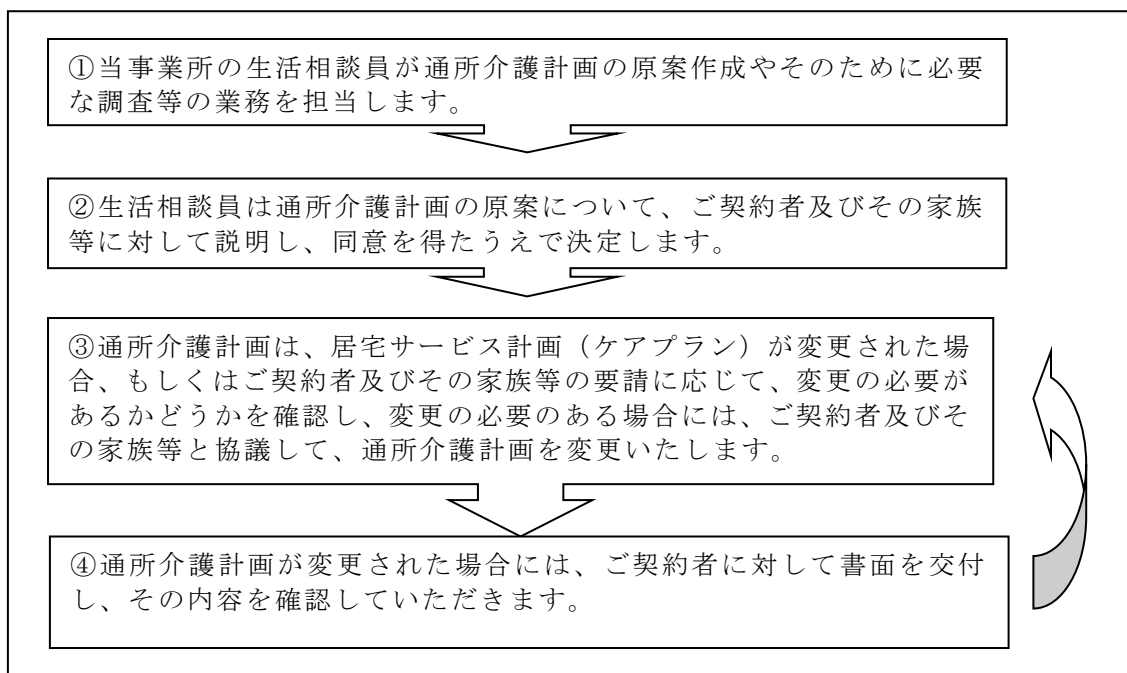 ①当事業所の生活相談員が通所介護計画の原案作成やそのために必要
な調査等の業務を担当します。
②生活相談員は通所介護計画の原案について、ご契約者及びその家族
等に対して説明し、同意を得たうえで決定します。
③通所介護計画は、居宅サービス計画（ケアプラン）が変更された場
合、もしくはご契約者及びその家族等の要請に応じて、変更の必要が
あるかどうかを確認し、変更の必要のある場合には、ご契約者及びそ
の家族等と協議して、通所介護計画を変更いたします。
④通所介護計画が変更された場合には、ご契約者に対して書面を交付
し、その内容を確認していただきます。